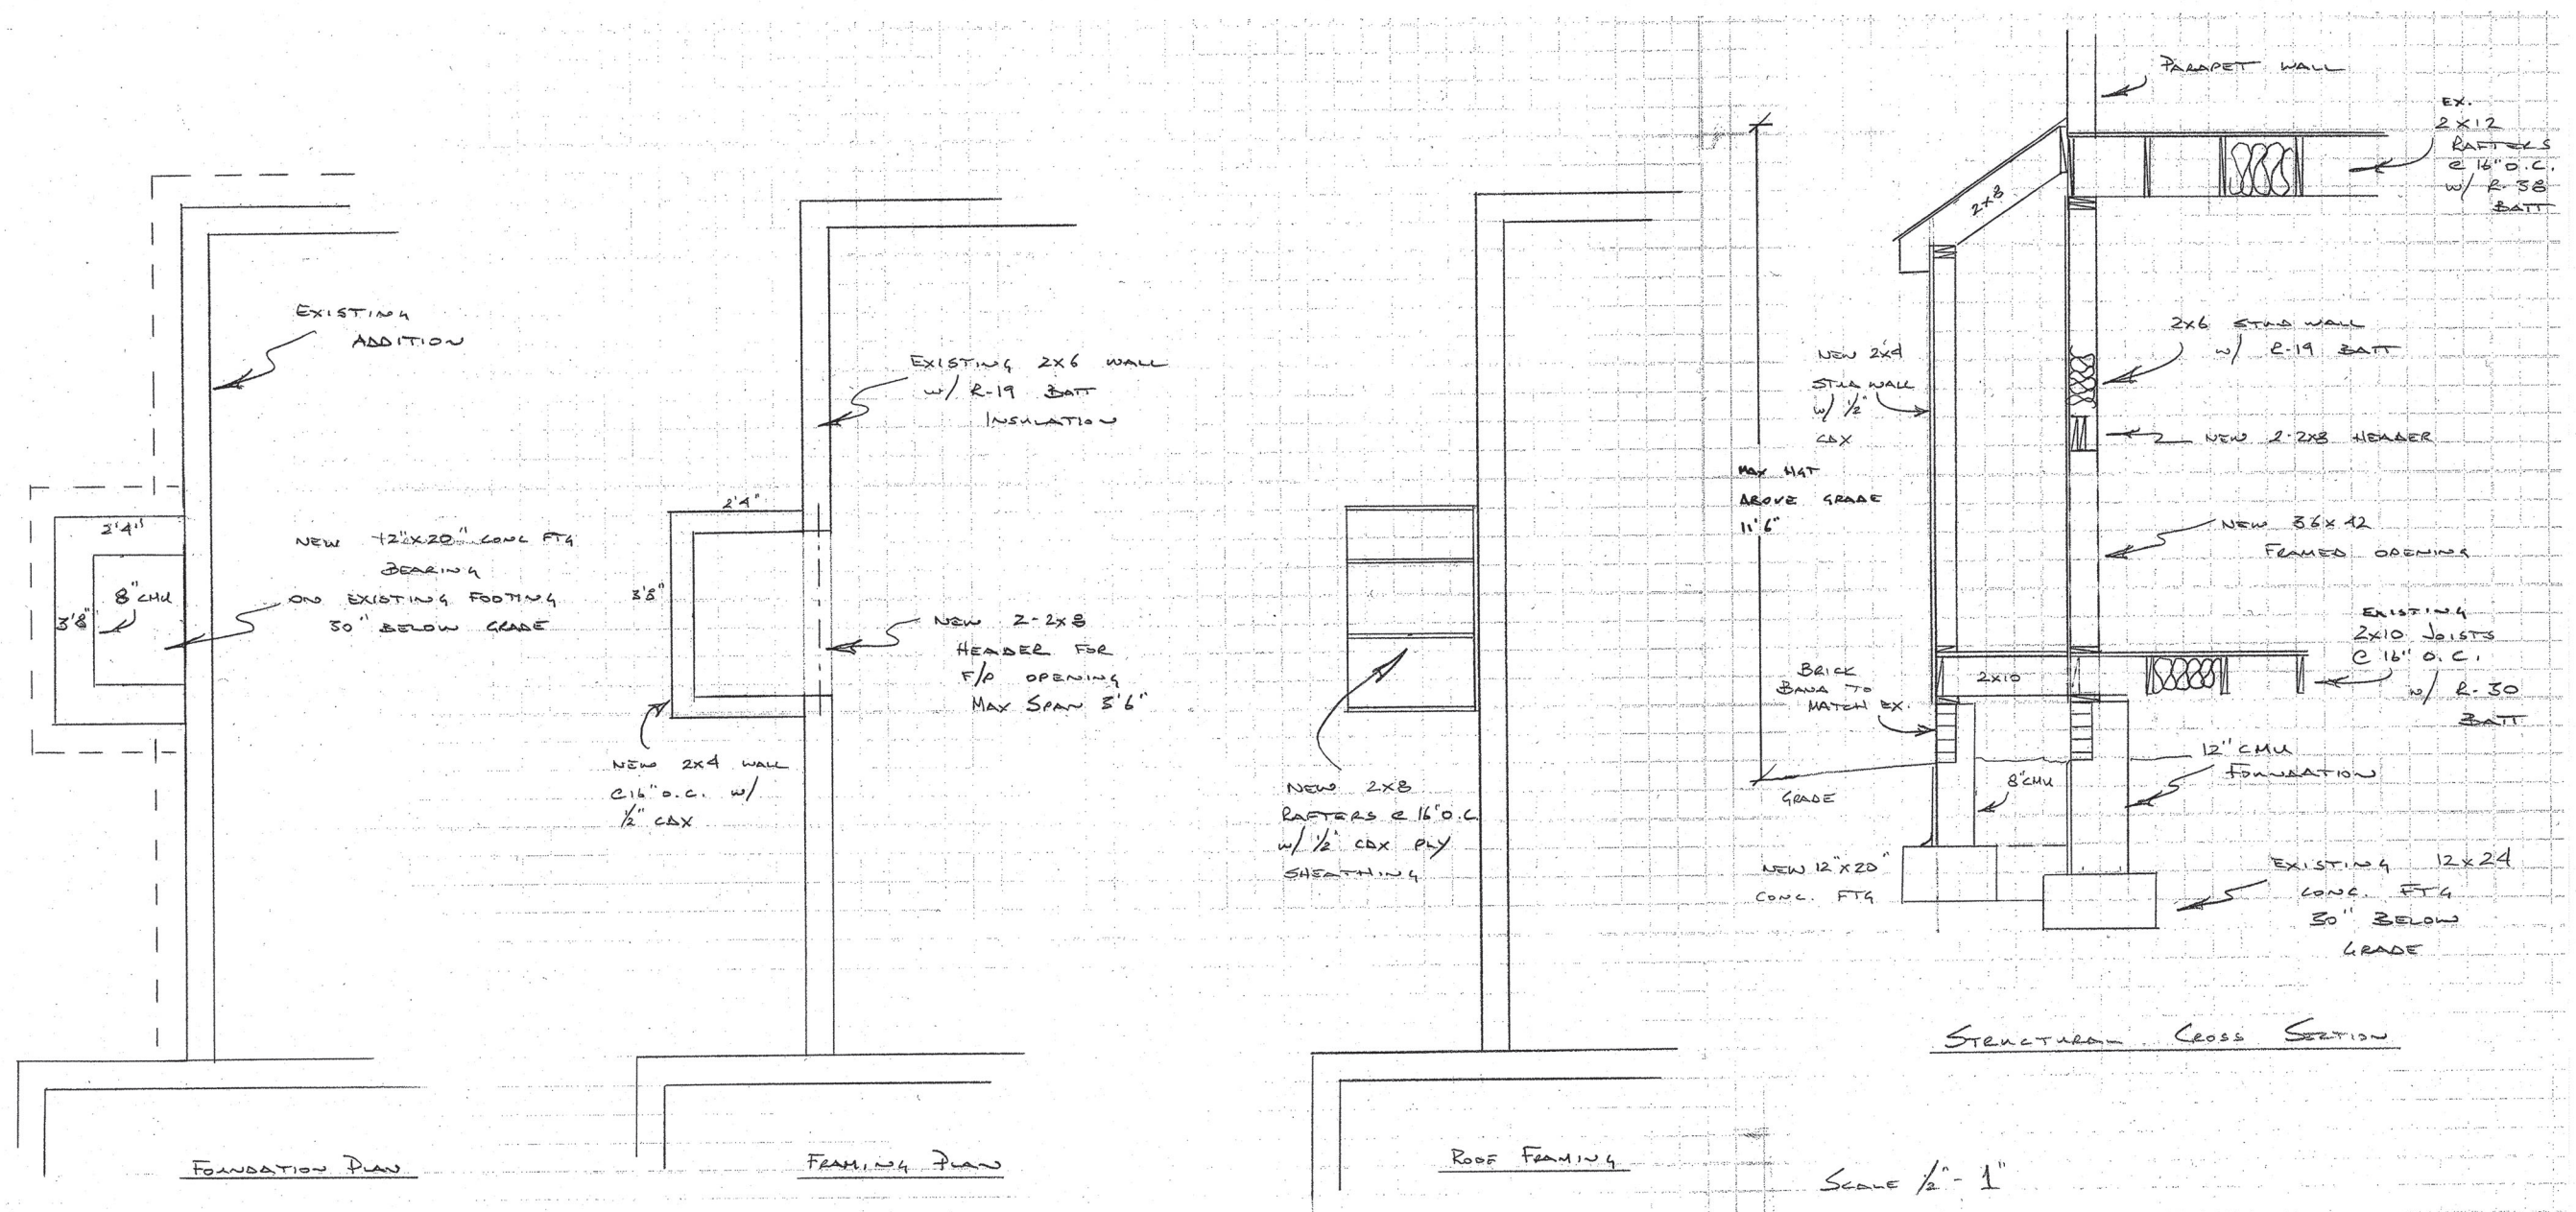 EXISTING
ADDITION
2'4"
NEW 12"X20" CONC FTG
BEARING
ON EXISTING FOOTING
30" BELOW GRADE
8" CMU
3'8"
FOUNDATION PLAN
EXISTING 2X6 WALL
w/ R-19 BATT
INSULATION
2'4"
3'8"
NEW 2-2X8
HEADER FOR
F/P OPENING
MAX SPAN 3'6"
NEW 2X4 WALL
@16" O.C. w/
1/2" CDX
FRAMING PLAN
NEW 2X8
RAFTERS @ 16" O.C.
w/ 1/2" CDX PLY
SHEATHING
ROOF FRAMING
PARAPET WALL
EX.
2X12
RAFTERS
@ 16" O.C.
w/ R-38
BATT
2X8
2X6 STUD WALL
w/ R-19 BATT
NEW 2X4
STUD WALL
w/ 1/2"
CDX
NEW 2-2X8 HEADER
MAX HGT
ABOVE GRADE
11'6"
NEW 36X42
FRAMED OPENING
EXISTING
2X10 JOISTS
@ 16" O.C.
w/ R-30
BATT
BRICK
BAND TO
MATCH EX.
2X10
12" CMU
FOUNDATION
8" CMU
GRADE
NEW 12"X20"
CONC. FTG
EXISTING 12X24
CONC. FTG
30" BELOW
GRADE
STRUCTURAL CROSS SECTION
SCALE 1/2" - 1"